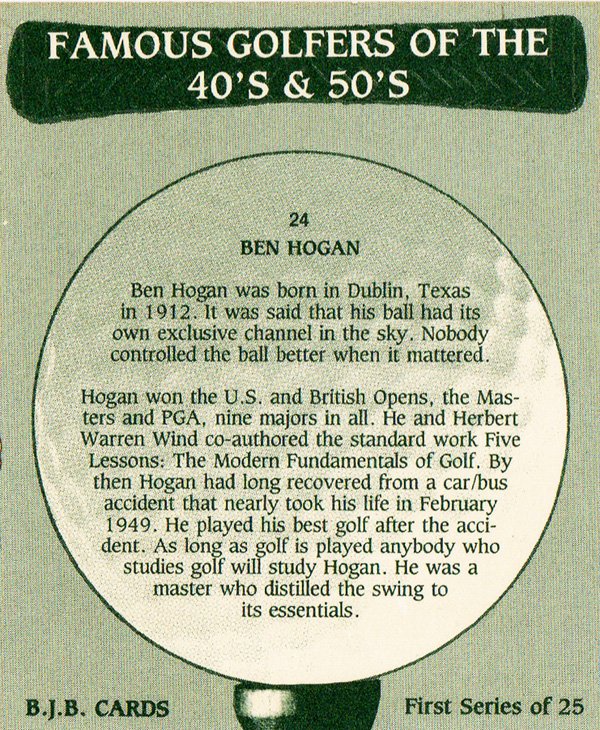 FAMOUS GOLFERS OF THE
40'S & 50'S
24
BEN HOGAN
Ben Hogan was born in Dublin, Texas
in 1912. It was said that his ball had its
own exclusive channel in the sky. Nobody
controlled the ball better when it mattered.
Hogan won the U.S. and British Opens, the Mas-
ters and PGA, nine majors in all. He and Herbert
Warren Wind co-authored the standard work Five
Lessons: The Modern Fundamentals of Golf. By
then Hogan had long recovered from a car/bus
accident that nearly took his life in February
1949. He played his best golf after the acci-
dent. As long as golf is played anybody who
studies golf will study Hogan. He was a
master who distilled the swing to
its essentials.
B.J.B. CARDS
First Series of 25